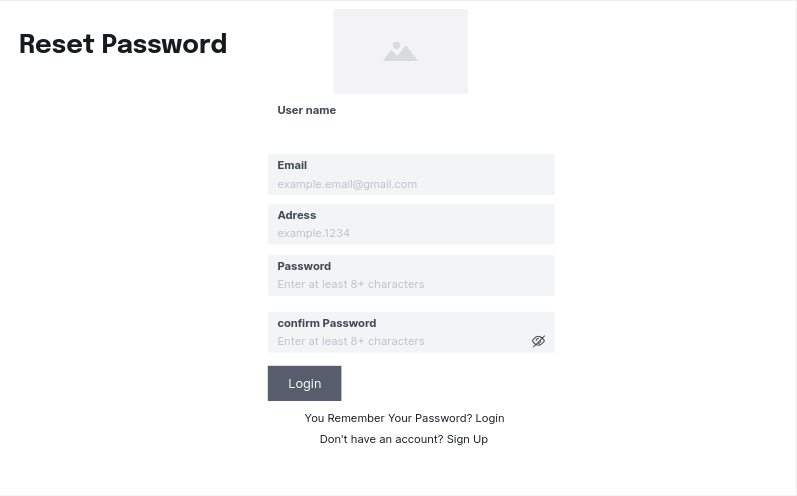 Reset Password
User name
Email
example.email@gmail.com
Adress
example.1234
Password
Enter at least 8+ characters
confirm Password
Enter at least 8+ characters
Login
You Remember Your Password? Login
Don't have an account? Sign Up